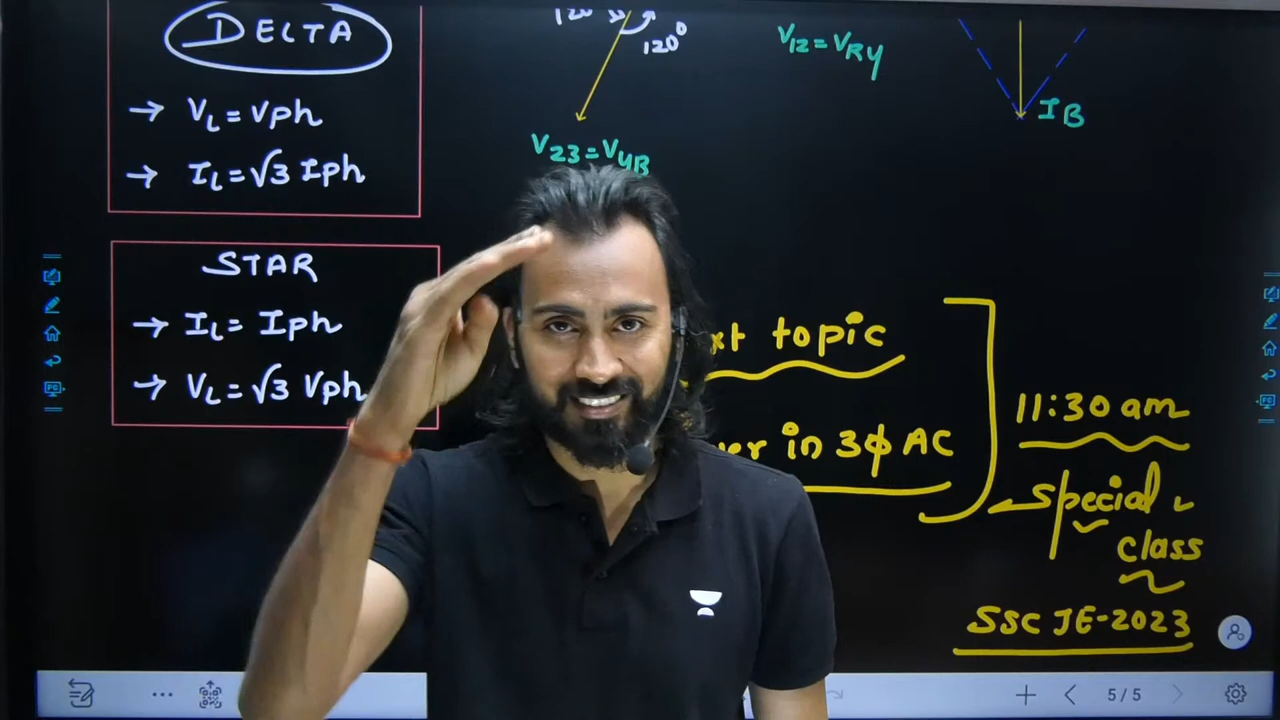 DELTA
→ VL = Vph
→ IL = √3 Iph
STAR
→ IL = Iph
→ VL = √3 Vph
120°
V23 = VYB
V12 = VRY
IB
topic
in 3φ AC
11:30 am
special
class
SSC JE-2023
5/5